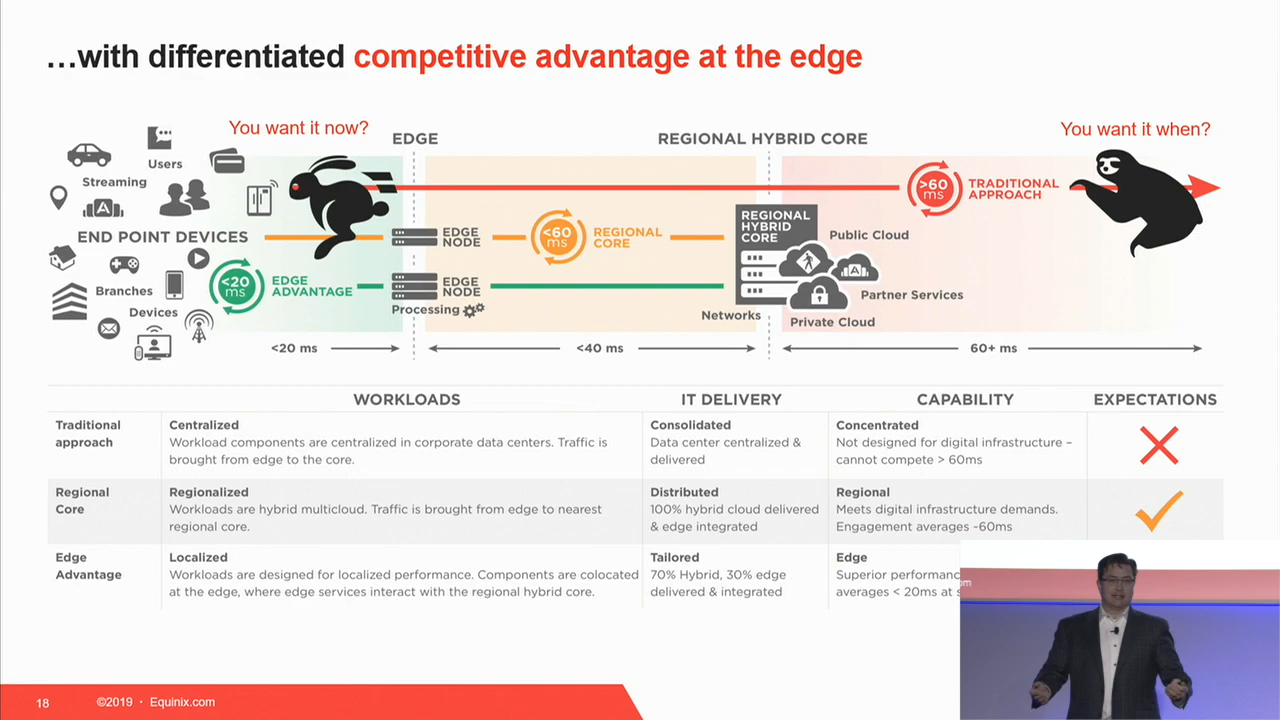 …with differentiated competitive advantage at the edge
You want it now?
EDGE
REGIONAL HYBRID CORE
You want it when?
Users
Streaming
END POINT DEVICES
Branches
Devices
>60 ms
TRADITIONAL APPROACH
EDGE NODE
<60 ms
REGIONAL CORE
REGIONAL HYBRID CORE
Public Cloud
<20 ms
EDGE ADVANTAGE
EDGE NODE
Processing
Partner Services
Networks
Private Cloud
<20 ms
<40 ms
60+ ms
WORKLOADS
IT DELIVERY
CAPABILITY
EXPECTATIONS
Traditional approach
Centralized
Workload components are centralized in corporate data centers. Traffic is
brought from edge to the core.
Consolidated
Data center centralized &
delivered
Concentrated
Not designed for digital infrastructure –
cannot compete > 60ms
Regional Core
Regionalized
Workloads are hybrid multicloud. Traffic is brought from edge to nearest
regional core.
Distributed
100% hybrid cloud delivered
& edge integrated
Regional
Meets digital infrastructure demands.
Engagement averages ~60ms
Edge Advantage
Localized
Workloads are designed for localized performance. Components are colocated
at the edge, where edge services interact with the regional hybrid core.
Tailored
70% Hybrid, 30% edge
delivered & integrated
Edge
Superior
averages < 20ms at
18
©2019 · Equinix.com